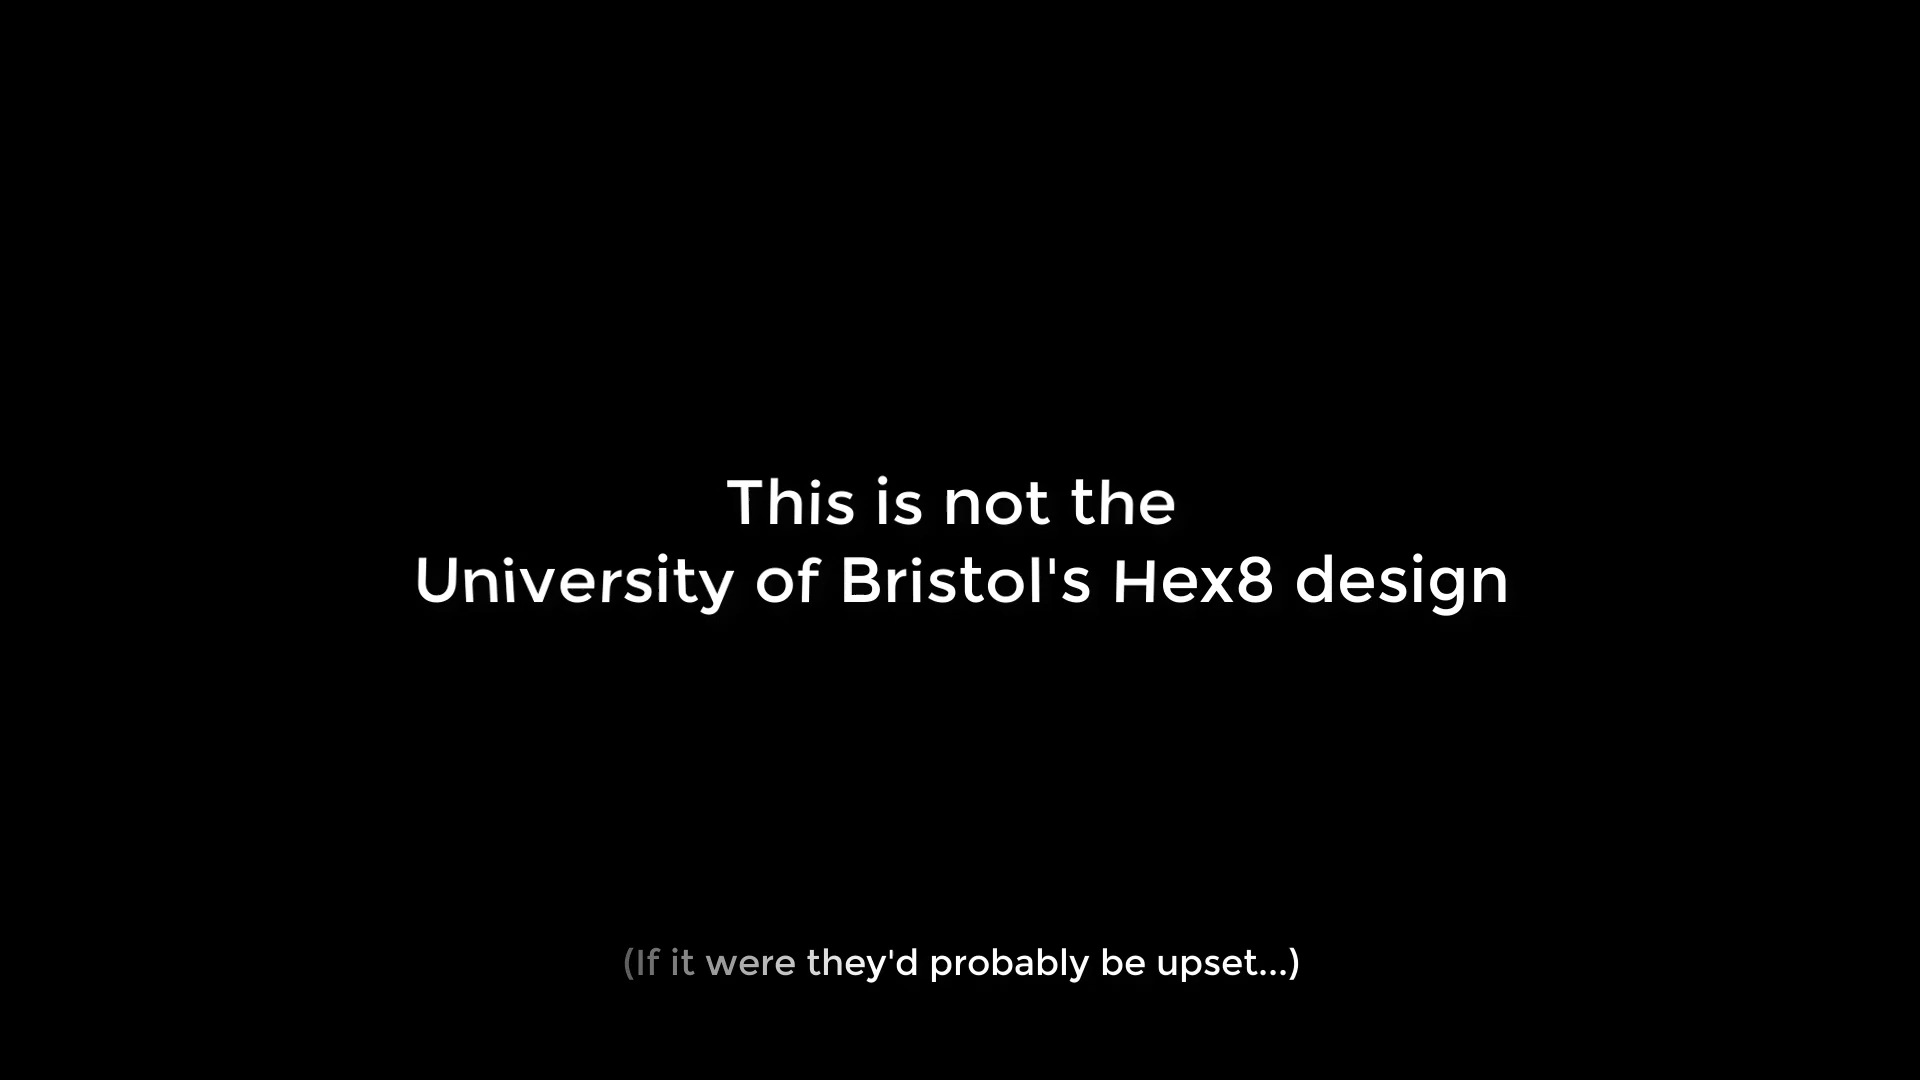 This is not the
University of Bristol's Hex8 design
(If it were they'd probably be upset...)